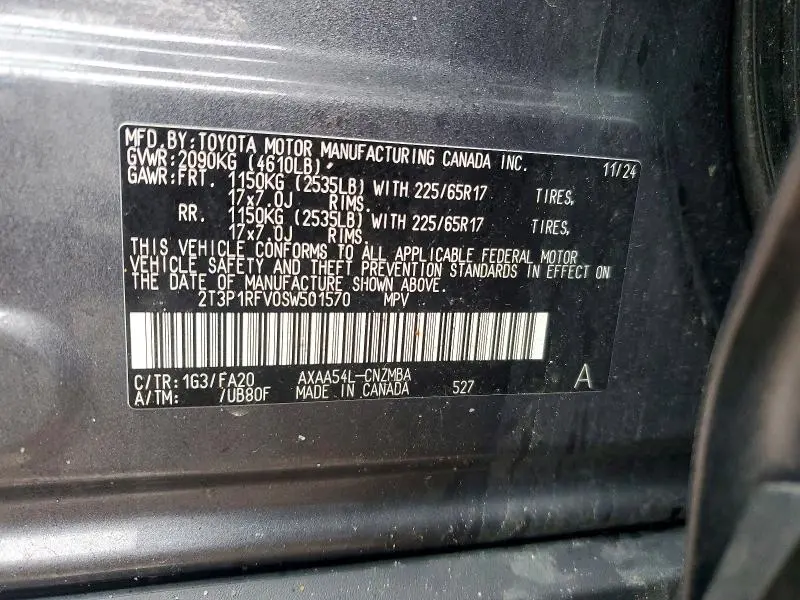 MFD.BY:TOYOTA MOTOR MANUFACTURING CANADA INC. 11/24
GVWR:2090KG (4610LB)
GAWR:FRT. 1150KG (2535LB) WITH 225/65R17 TIRES,
17x7.0J RIMS.
RR. 1150KG (2535LB) WITH 225/65R17 TIRES,
17x7.0J RIMS.
THIS VEHICLE CONFORMS TO ALL APPLICABLE FEDERAL MOTOR
VEHICLE SAFETY AND THEFT PREVENTION STANDARDS IN EFFECT ON
THE DATE OF MANUFACTURE SHOWN ABOVE.
2T3P1RFV0SW501570 MPV
C/TR:1G3/FA20 AXAA54L-CNZMBA A
A/TM: /UB80F MADE IN CANADA 527